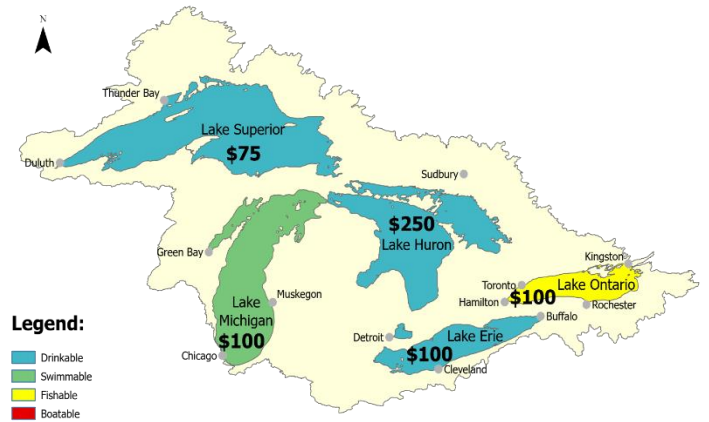 N
Thunder Bay
Lake Superior
$75
Duluth
Sudbury
$250
Lake Huron
Green Bay
Kingston
Toronto
Lake Ontario
Hamilton
$100
Rochester
Muskegon
Lake
Michigan
$100
Buffalo
Detroit
Lake Erie
$100
Chicago
Cleveland
Legend:
Drinkable
Swimmable
Fishable
Boatable